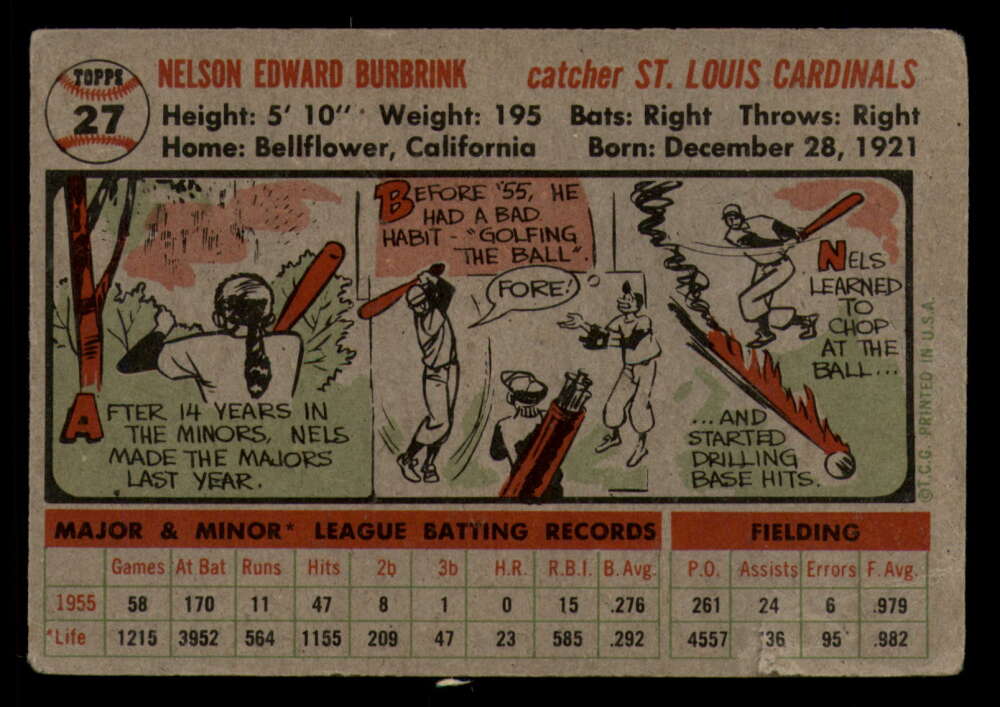 TOPPS
27
NELSON EDWARD BURBRINK catcher ST. LOUIS CARDINALS
Height: 5' 10" Weight: 195 Bats: Right Throws: Right
Home: Bellflower, California Born: December 28, 1921
AFTER 14 YEARS IN
THE MINORS, NELS
MADE THE MAJORS
LAST YEAR.
BEFORE '55, HE
HAD A BAD
HABIT - "GOLFING
THE BALL".
FORE!
NELS
LEARNED
TO
CHOP
AT THE
BALL...
...AND
STARTED
DRILLING
BASE HITS.
©T.C.G. PRINTED IN U.S.A.
MAJOR & MINOR* LEAGUE BATTING RECORDS FIELDING
Games At Bat Runs Hits 2b 3b H.R. R.B.I. B. Avg. P.O. Assists Errors F. Avg.
1955 58 170 11 47 8 1 0 15 .276 261 24 6 .979
*Life 1215 3952 564 1155 209 47 23 585 .292 4557 36 95 .982